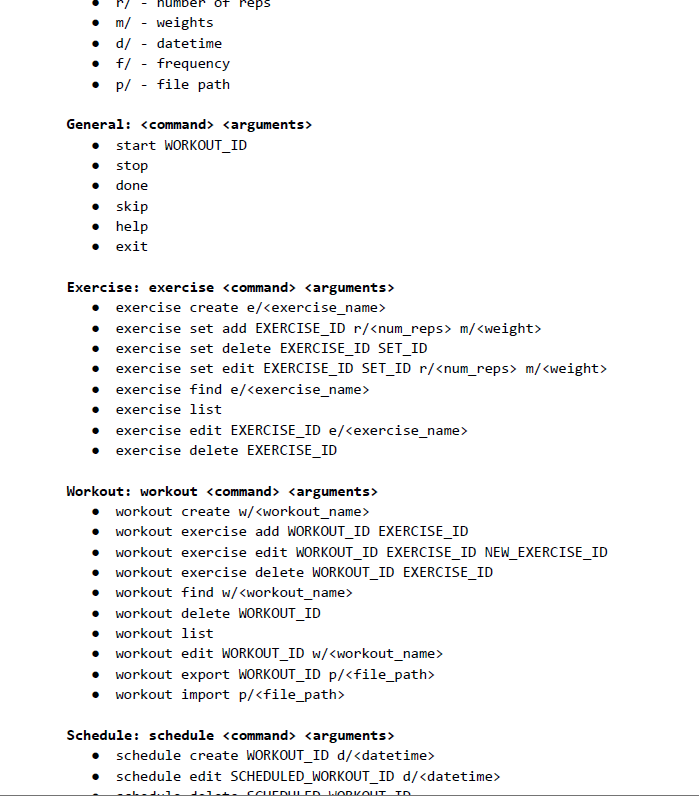 ● r/ - number of reps
● m/ - weights
● d/ - datetime
● f/ - frequency
● p/ - file path
General: <command> <arguments>
● start WORKOUT_ID
● stop
● done
● skip
● help
● exit
Exercise: exercise <command> <arguments>
● exercise create e/<exercise_name>
● exercise set add EXERCISE_ID r/<num_reps> m/<weight>
● exercise set delete EXERCISE_ID SET_ID
● exercise set edit EXERCISE_ID SET_ID r/<num_reps> m/<weight>
● exercise find e/<exercise_name>
● exercise list
● exercise edit EXERCISE_ID e/<exercise_name>
● exercise delete EXERCISE_ID
Workout: workout <command> <arguments>
● workout create w/<workout_name>
● workout exercise add WORKOUT_ID EXERCISE_ID
● workout exercise edit WORKOUT_ID EXERCISE_ID NEW_EXERCISE_ID
● workout exercise delete WORKOUT_ID EXERCISE_ID
● workout find w/<workout_name>
● workout delete WORKOUT_ID
● workout list
● workout edit WORKOUT_ID w/<workout_name>
● workout export WORKOUT_ID p/<file_path>
● workout import p/<file_path>
Schedule: schedule <command> <arguments>
● schedule create WORKOUT_ID d/<datetime>
● schedule edit SCHEDULED_WORKOUT_ID d/<datetime>
● schedule delete SCHEDULED_WORKOUT_ID